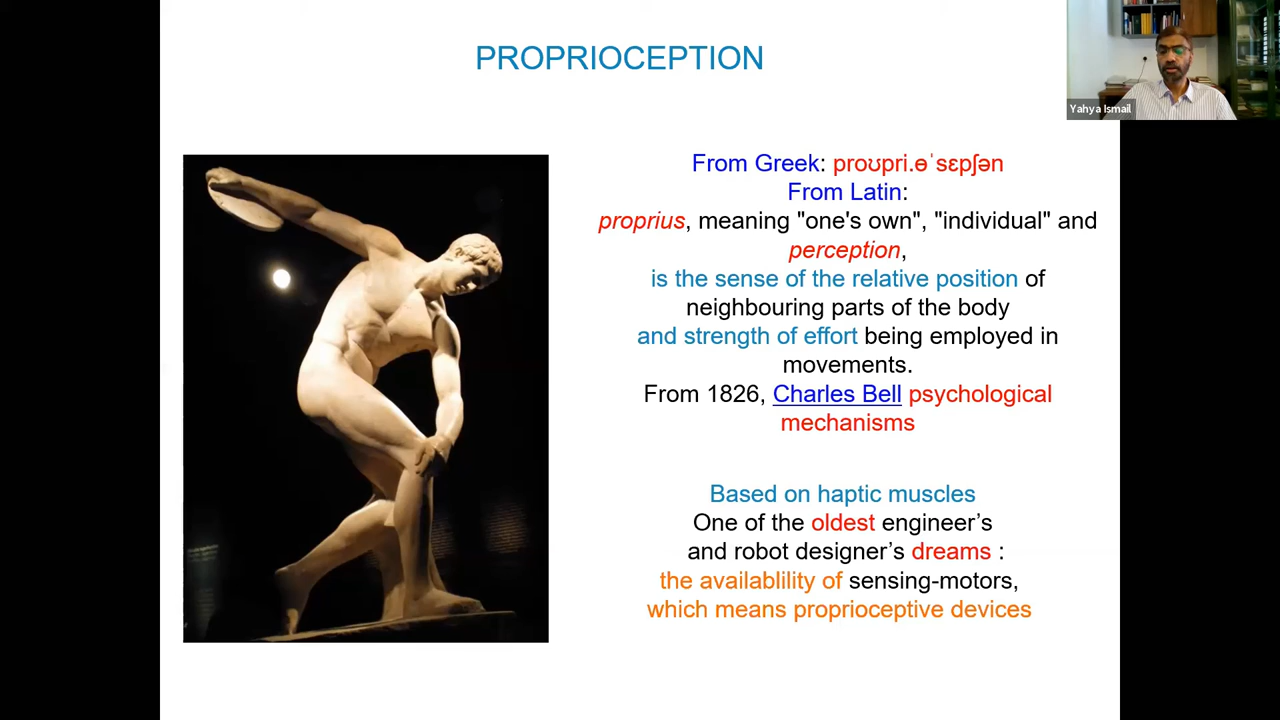 PROPRIOCEPTION
Yahya Ismail
From Greek: proʊpri.ɵˈsɛpʃən
From Latin:
proprius, meaning "one's own", "individual" and
perception,
is the sense of the relative position of
neighbouring parts of the body
and strength of effort being employed in
movements.
From 1826, Charles Bell psychological
mechanisms
Based on haptic muscles
One of the oldest engineer’s
and robot designer’s dreams :
the availablility of sensing-motors,
which means proprioceptive devices